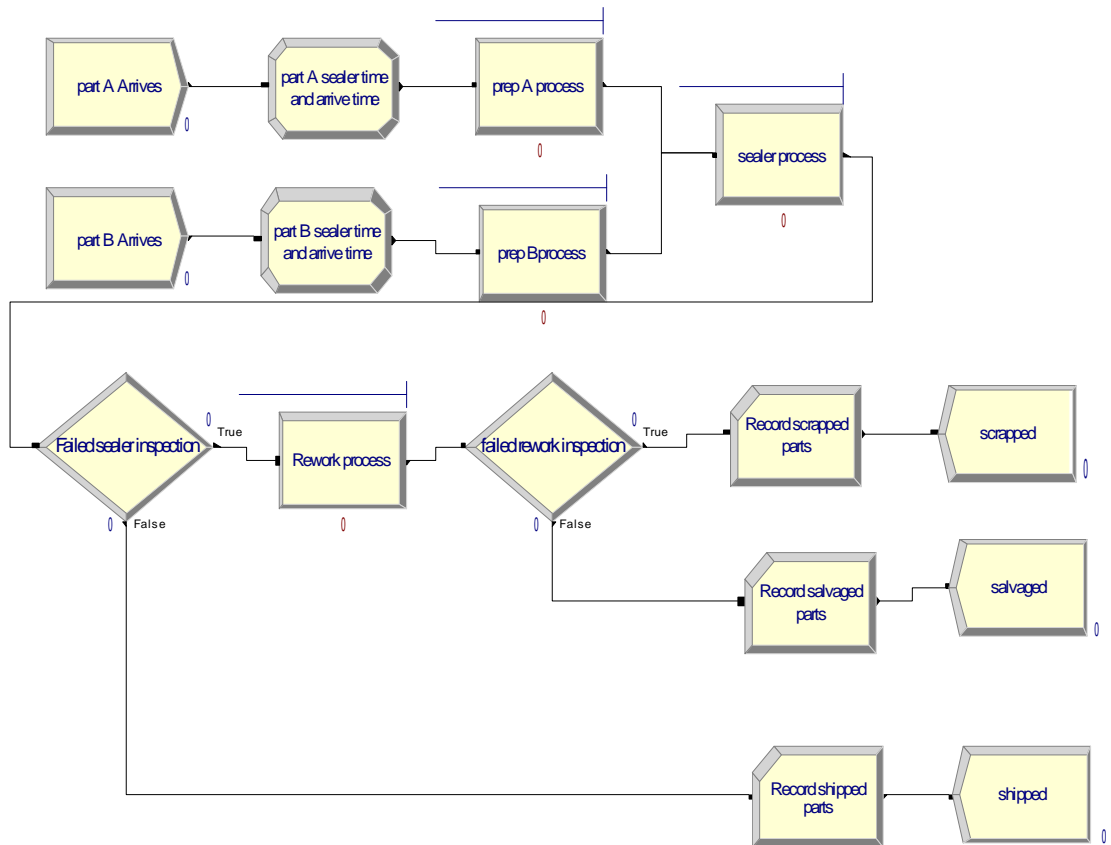 part A Arrives
0
part A sealer time
and arrive time
prep A process
0
sealer process
0
part B Arrives
0
part B sealer time
and arrive time
prep Bprocess
0
Failed sealer inspection
0
True
0
False
Rework process
0
failed rework inspection
0
True
0
False
Record scrapped
parts
scrapped
0
Record salvaged
parts
salvaged
0
Record shipped
parts
shipped
0